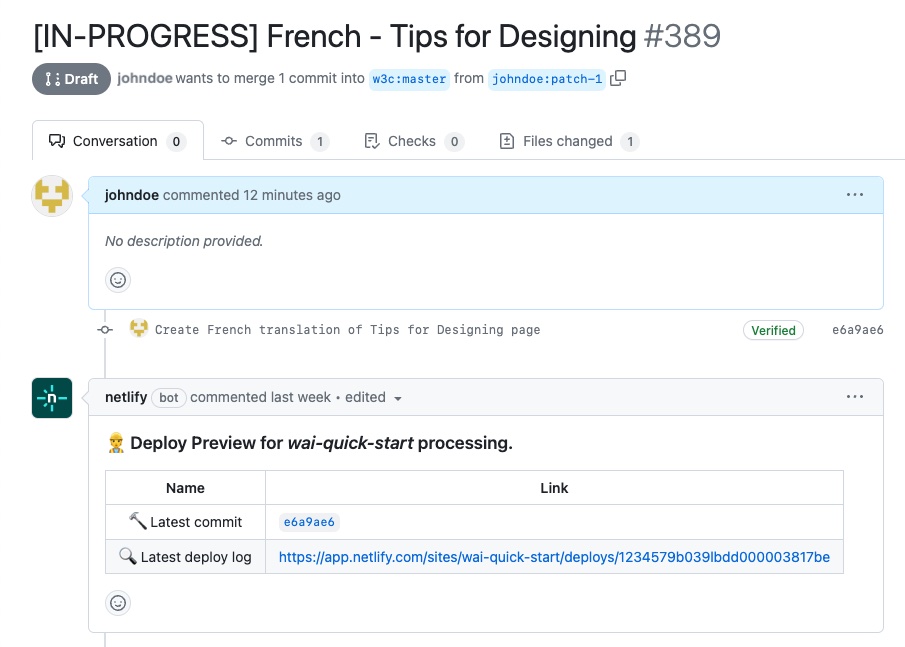 [IN-PROGRESS] French - Tips for Designing #389
Draft johndoe wants to merge 1 commit into w3c:master from johndoe:patch-1
Conversation 0 Commits 1 Checks 0 Files changed 1
johndoe commented 12 minutes ago
No description provided.
Create French translation of Tips for Designing page Verified e6a9ae6
n netlify bot commented last week • edited
Deploy Preview for wai-quick-start processing.
Name Link
Latest commit e6a9ae6
Latest deploy log https://app.netlify.com/sites/wai-quick-start/deploys/1234579b039lbdd000003817be